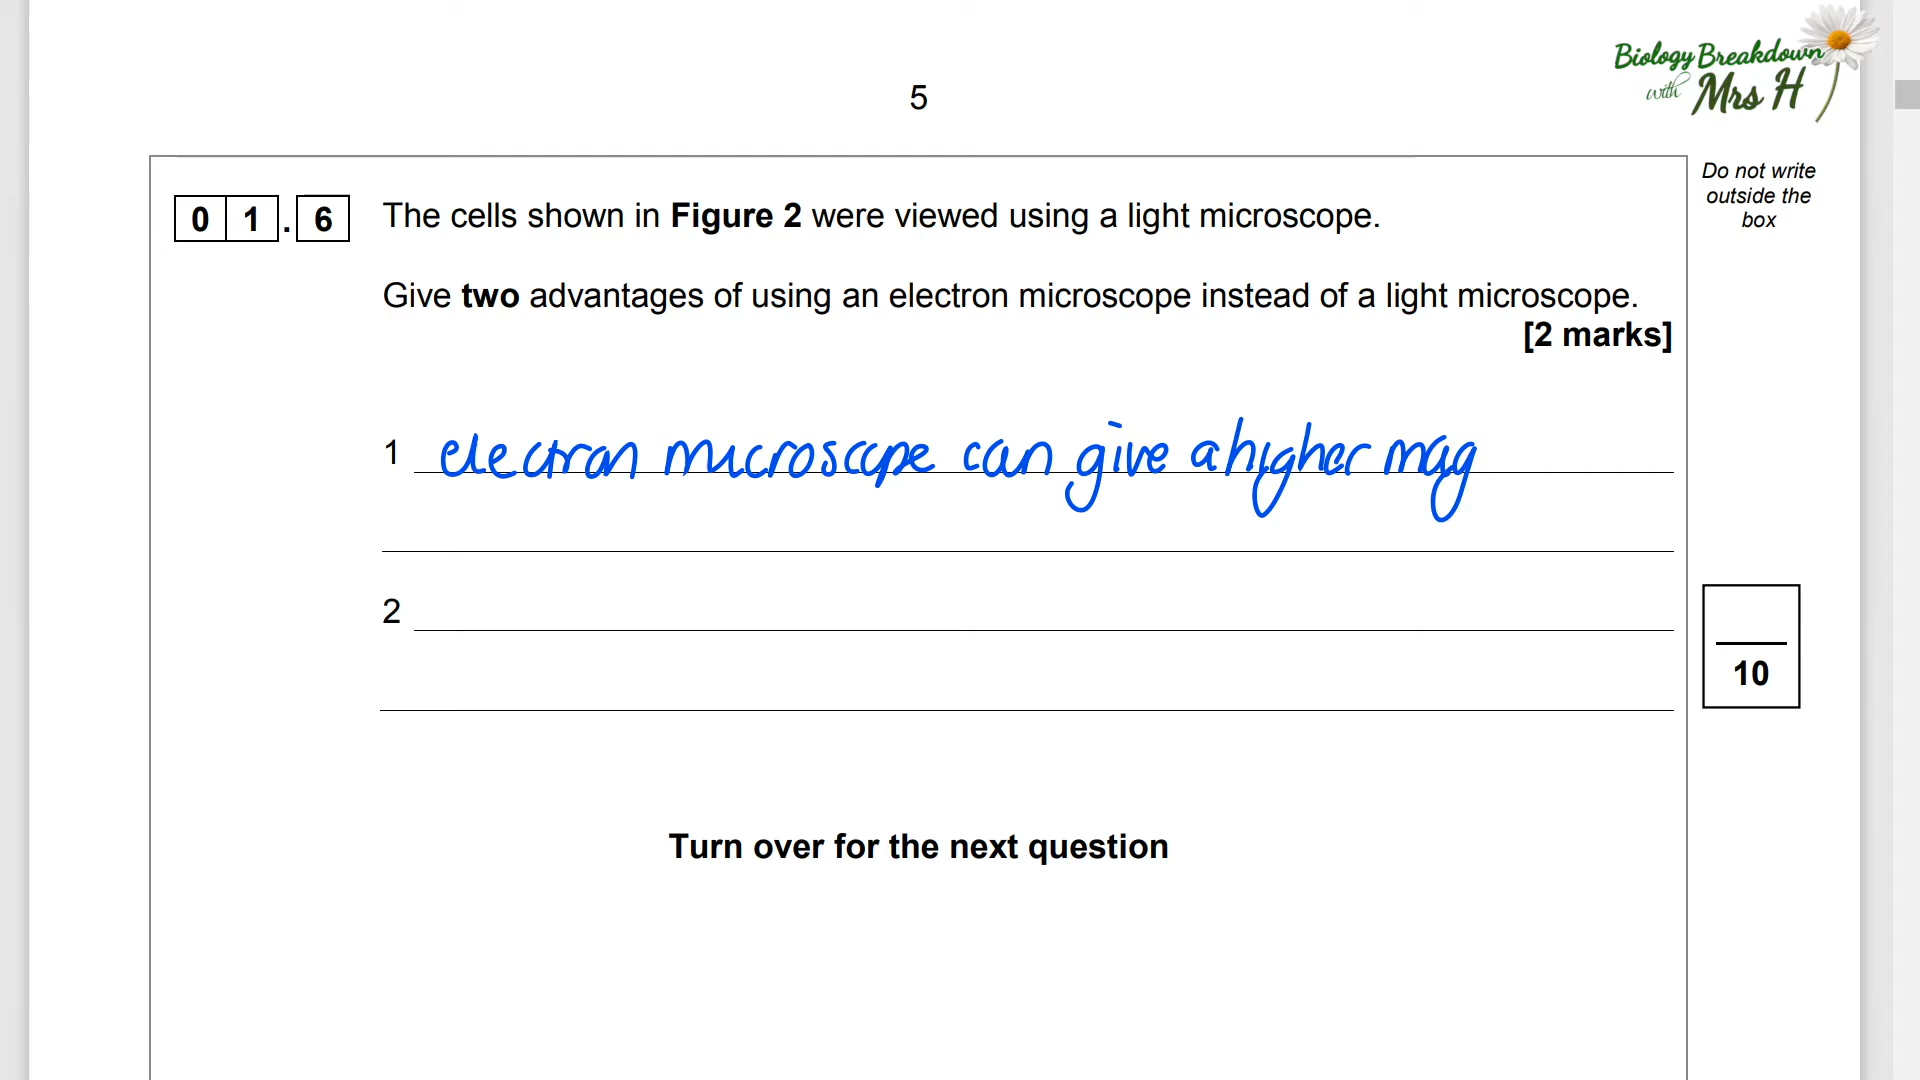 Biology Breakdown
with Mrs H
5
Do not write
outside the
box
01.6 The cells shown in Figure 2 were viewed using a light microscope.
Give two advantages of using an electron microscope instead of a light microscope.
[2 marks]
1 electron microscope can give a higher mag
2
10
Turn over for the next question